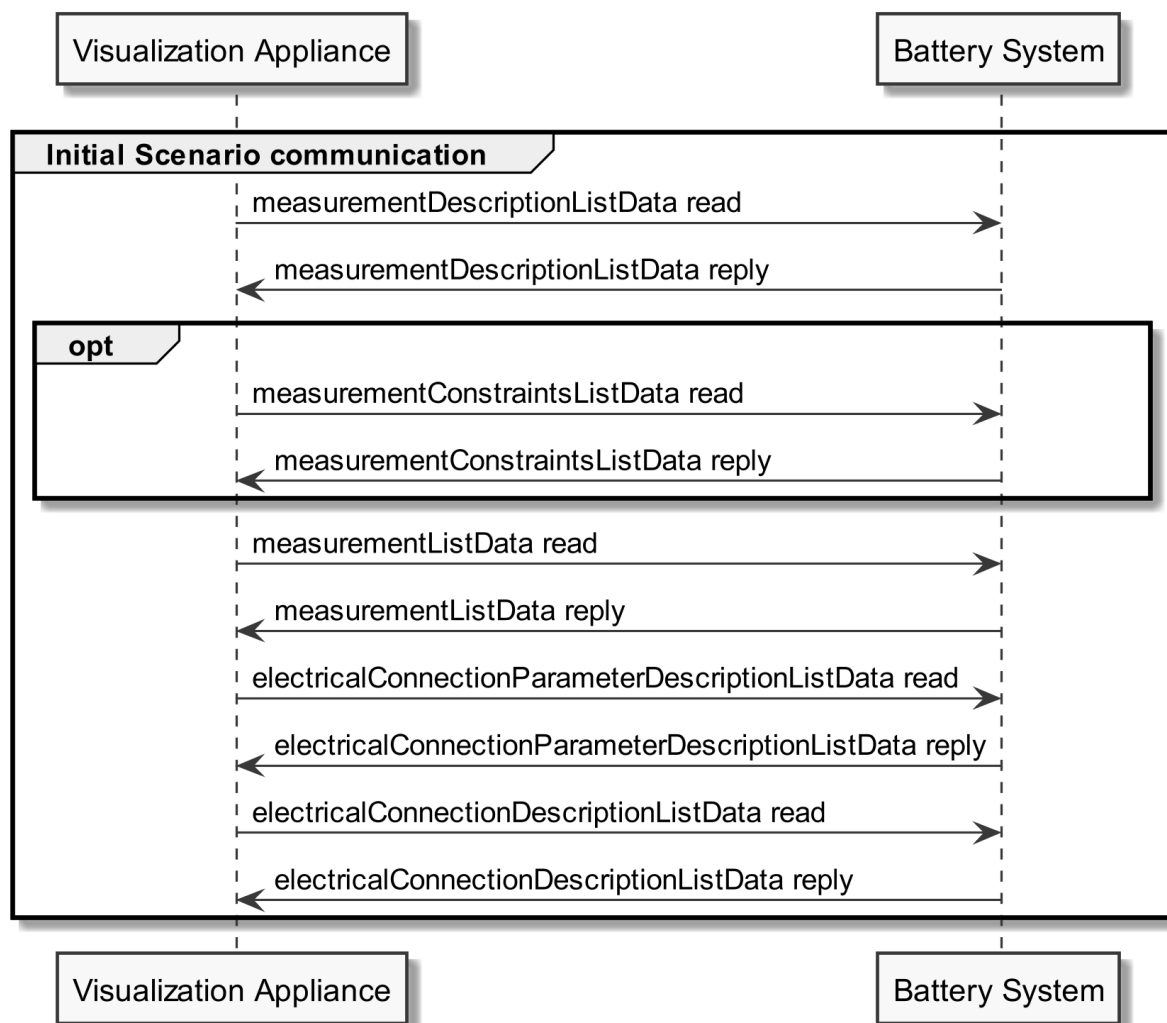 Visualization Appliance
Battery System
Initial Scenario communication
measurementDescriptionListData read
measurementDescriptionListData reply
opt
measurementConstraintsListData read
measurementConstraintsListData reply
measurementListData read
measurementListData reply
electricalConnectionParameterDescriptionListData read
electricalConnectionParameterDescriptionListData reply
electricalConnectionDescriptionListData read
electricalConnectionDescriptionListData reply
Visualization Appliance
Battery System